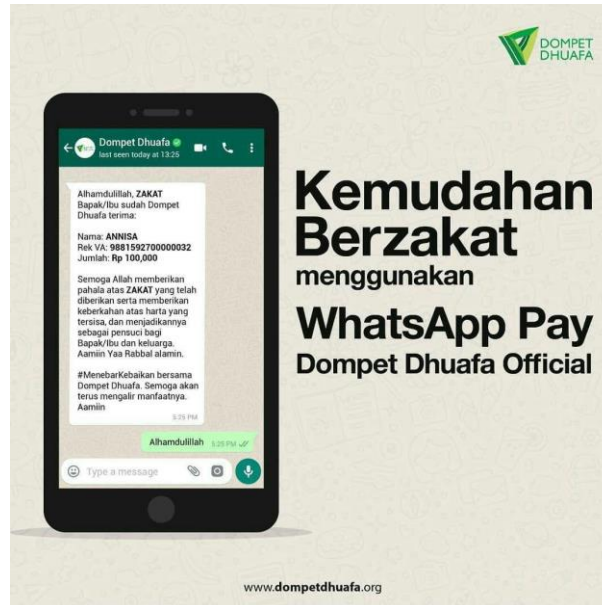 DOMPET
DHUAFA
Dompet Dhuafa
last seen today at 13:25
Alhamdulillah, ZAKAT
Bapak/Ibu sudah Dompet
Dhuafa terima:
Nama: ANNISA
Rek VA: 9881592700000032
Jumlah: Rp 100,000
Semoga Allah memberikan
pahala atas ZAKAT yang telah
diberikan serta memberikan
keberkahan atas harta yang
tersisa, dan menjadikannya
sebagai pensuci bagi
Bapak/Ibu dan keluarga.
Aamiin Yaa Rabbal alamin.
#MenebarKebaikan bersama
Dompet Dhuafa. Semoga akan
terus mengalir manfaatnya.
Aamiin
5:25 PM
Alhamdulillah 5:25 PM
Type a message
Kemudahan
Berzakat
menggunakan
WhatsApp Pay
Dompet Dhuafa Official
www.dompetdhuafa.org